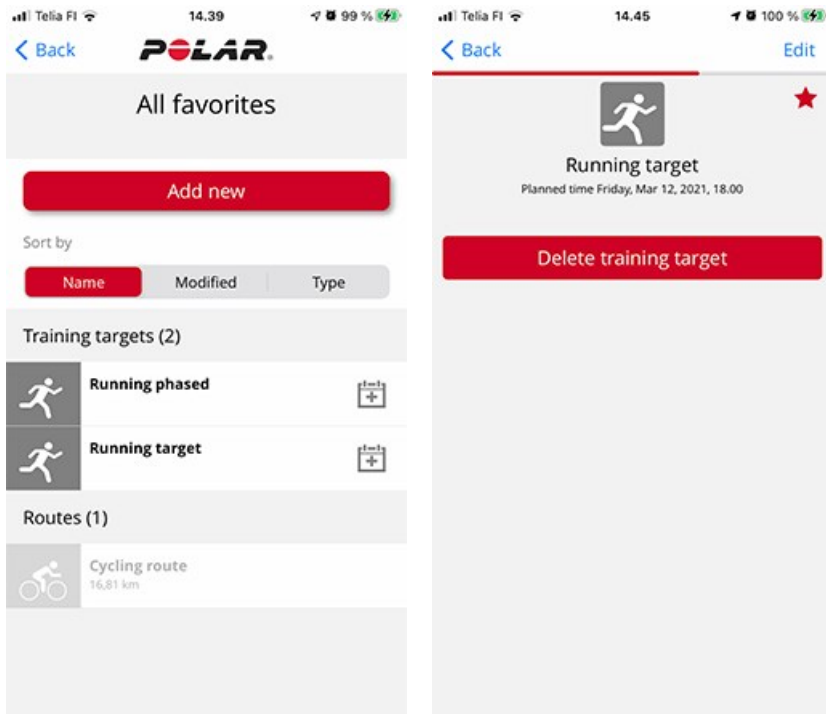 Telia FI 14.39 99 %
Back POLAR.
All favorites
Add new
Sort by
Name Modified Type
Training targets (2)
Running phased
Running target
Routes (1)
Cycling route
16,81 km
Telia FI 14.45 100 %
Back Edit
Running target
Planned time Friday, Mar 12, 2021, 18.00
Delete training target